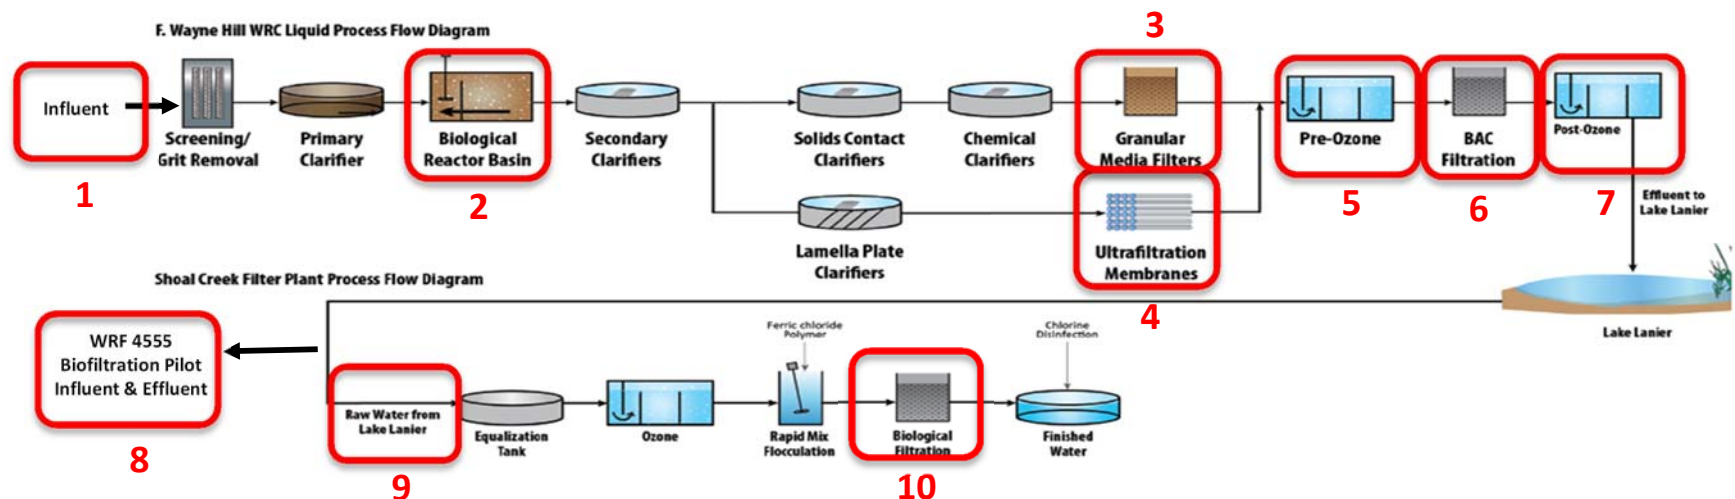 F. Wayne Hill WRC Liquid Process Flow Diagram
3
Influent
Screening/
Grit Removal
Primary
Clarifier
Biological
Reactor Basin
Secondary
Clarifiers
Solids Contact
Clarifiers
Chemical
Clarifiers
Granular
Media Filters
Pre-Ozone
BAC
Filtration
Post-Ozone
1
2
5
6
7
Effluent to
Lake Lanier
Lamella Plate
Clarifiers
Ultrafiltration
Membranes
4
Lake Lanier
Shoal Creek Filter Plant Process Flow Diagram
WRF 4555
Biofiltration Pilot
Influent & Effluent
8
Raw Water from
Lake Lanier
9
Equalization
Tank
Ozone
Ferric chloride
Polymer
Rapid Mix
Flocculation
Biological
Filtration
10
Chlorine
Disinfection
Finished
Water